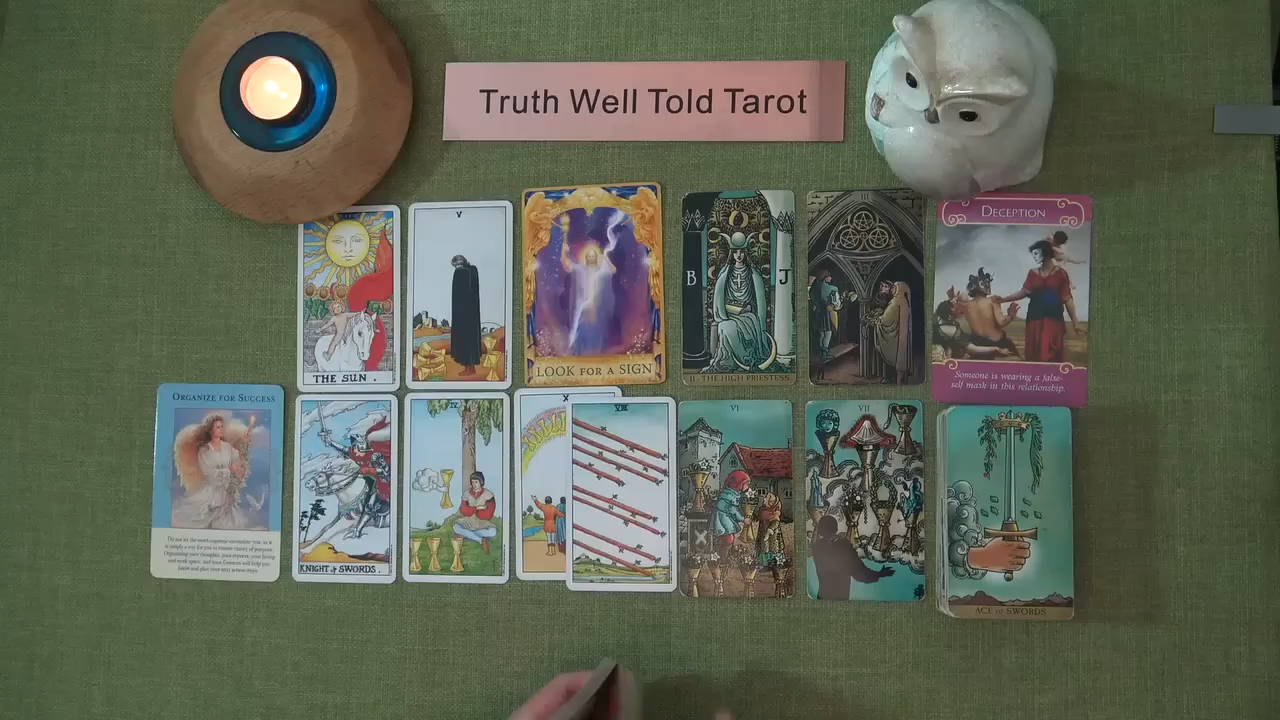 Truth Well Told Tarot
THE SUN.
V
LOOK FOR A SIGN
B
J
II - THE HIGH PRIESTESS
III
DECEPTION
Someone is wearing a false-
self mask in this relationship.
ORGANIZE FOR SUCCESS
KNIGHT of SWORDS.
IV
X
VIII
VI
VII
ACE of SWORDS